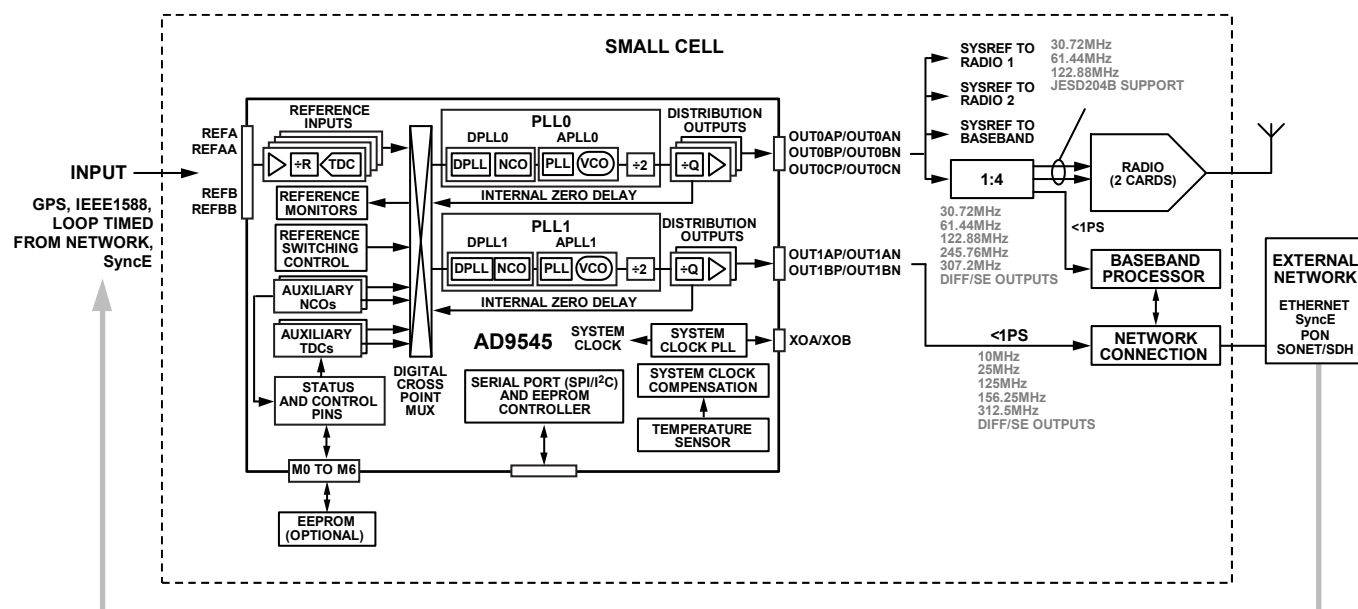 SMALL CELL
INPUT
GPS, IEEE1588,
LOOP TIMED
FROM NETWORK,
SyncE
REFA
REFAA
REFB
REFBB
REFERENCE
INPUTS
÷R
TDC
REFERENCE
MONITORS
REFERENCE
SWITCHING
CONTROL
AUXILIARY
NCOs
AUXILIARY
TDCs
STATUS
AND CONTROL
PINS
M0 TO M6
EEPROM
(OPTIONAL)
DIGITAL
CROSS
POINT
MUX
PLL0
DPLL0
APLL0
DPLL
NCO
PLL
VCO
÷2
DISTRIBUTION
OUTPUTS
÷Q
INTERNAL ZERO DELAY
PLL1
DPLL1
APLL1
DPLL
NCO
PLL
VCO
÷2
DISTRIBUTION
OUTPUTS
÷Q
INTERNAL ZERO DELAY
AD9545
SYSTEM
CLOCK
SYSTEM
CLOCK PLL
XOA/XOB
SERIAL PORT (SPI/I²C)
AND EEPROM
CONTROLLER
SYSTEM CLOCK
COMPENSATION
TEMPERATURE
SENSOR
OUT0AP/OUT0AN
OUT0BP/OUT0BN
OUT0CP/OUT0CN
OUT1AP/OUT1AN
OUT1BP/OUT1BN
SYSREF TO
RADIO 1
SYSREF TO
RADIO 2
SYSREF TO
BASEBAND
30.72MHz
61.44MHz
122.88MHz
JESD204B SUPPORT
1:4
RADIO
(2 CARDS)
30.72MHz
61.44MHz
122.88MHz
245.76MHz
307.2MHz
DIFF/SE OUTPUTS
<1PS
BASEBAND
PROCESSOR
<1PS
10MHz
25MHz
125MHz
156.25MHz
312.5MHz
DIFF/SE OUTPUTS
NETWORK
CONNECTION
EXTERNAL
NETWORK
ETHERNET
SyncE
PON
SONET/SDH